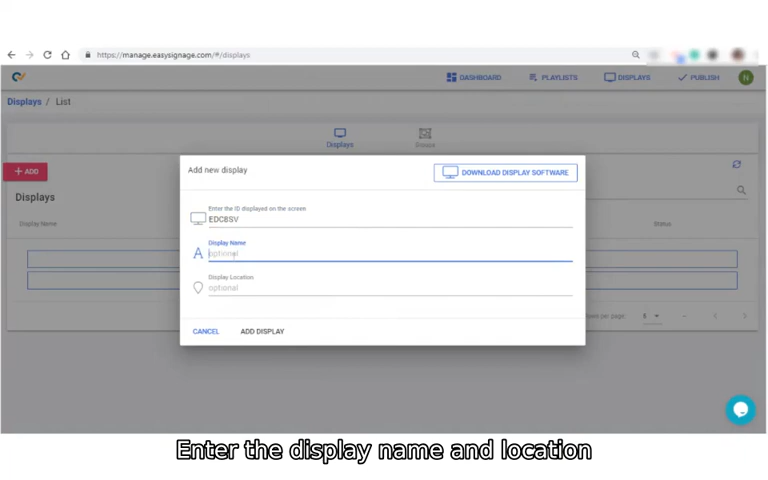 https://manage.easysignage.com/#/displays
DASHBOARD
PLAYLISTS
DISPLAYS
PUBLISH
N
Displays / List
Displays
+ ADD
Displays
Display Name
Status
Add new display
DOWNLOAD DISPLAY SOFTWARE
Enter the ID displayed on the screen
EDC8SV
Display Name
optional
Display Location
optional
CANCEL
ADD DISPLAY
Rows per page:
5
Enter the display name and location